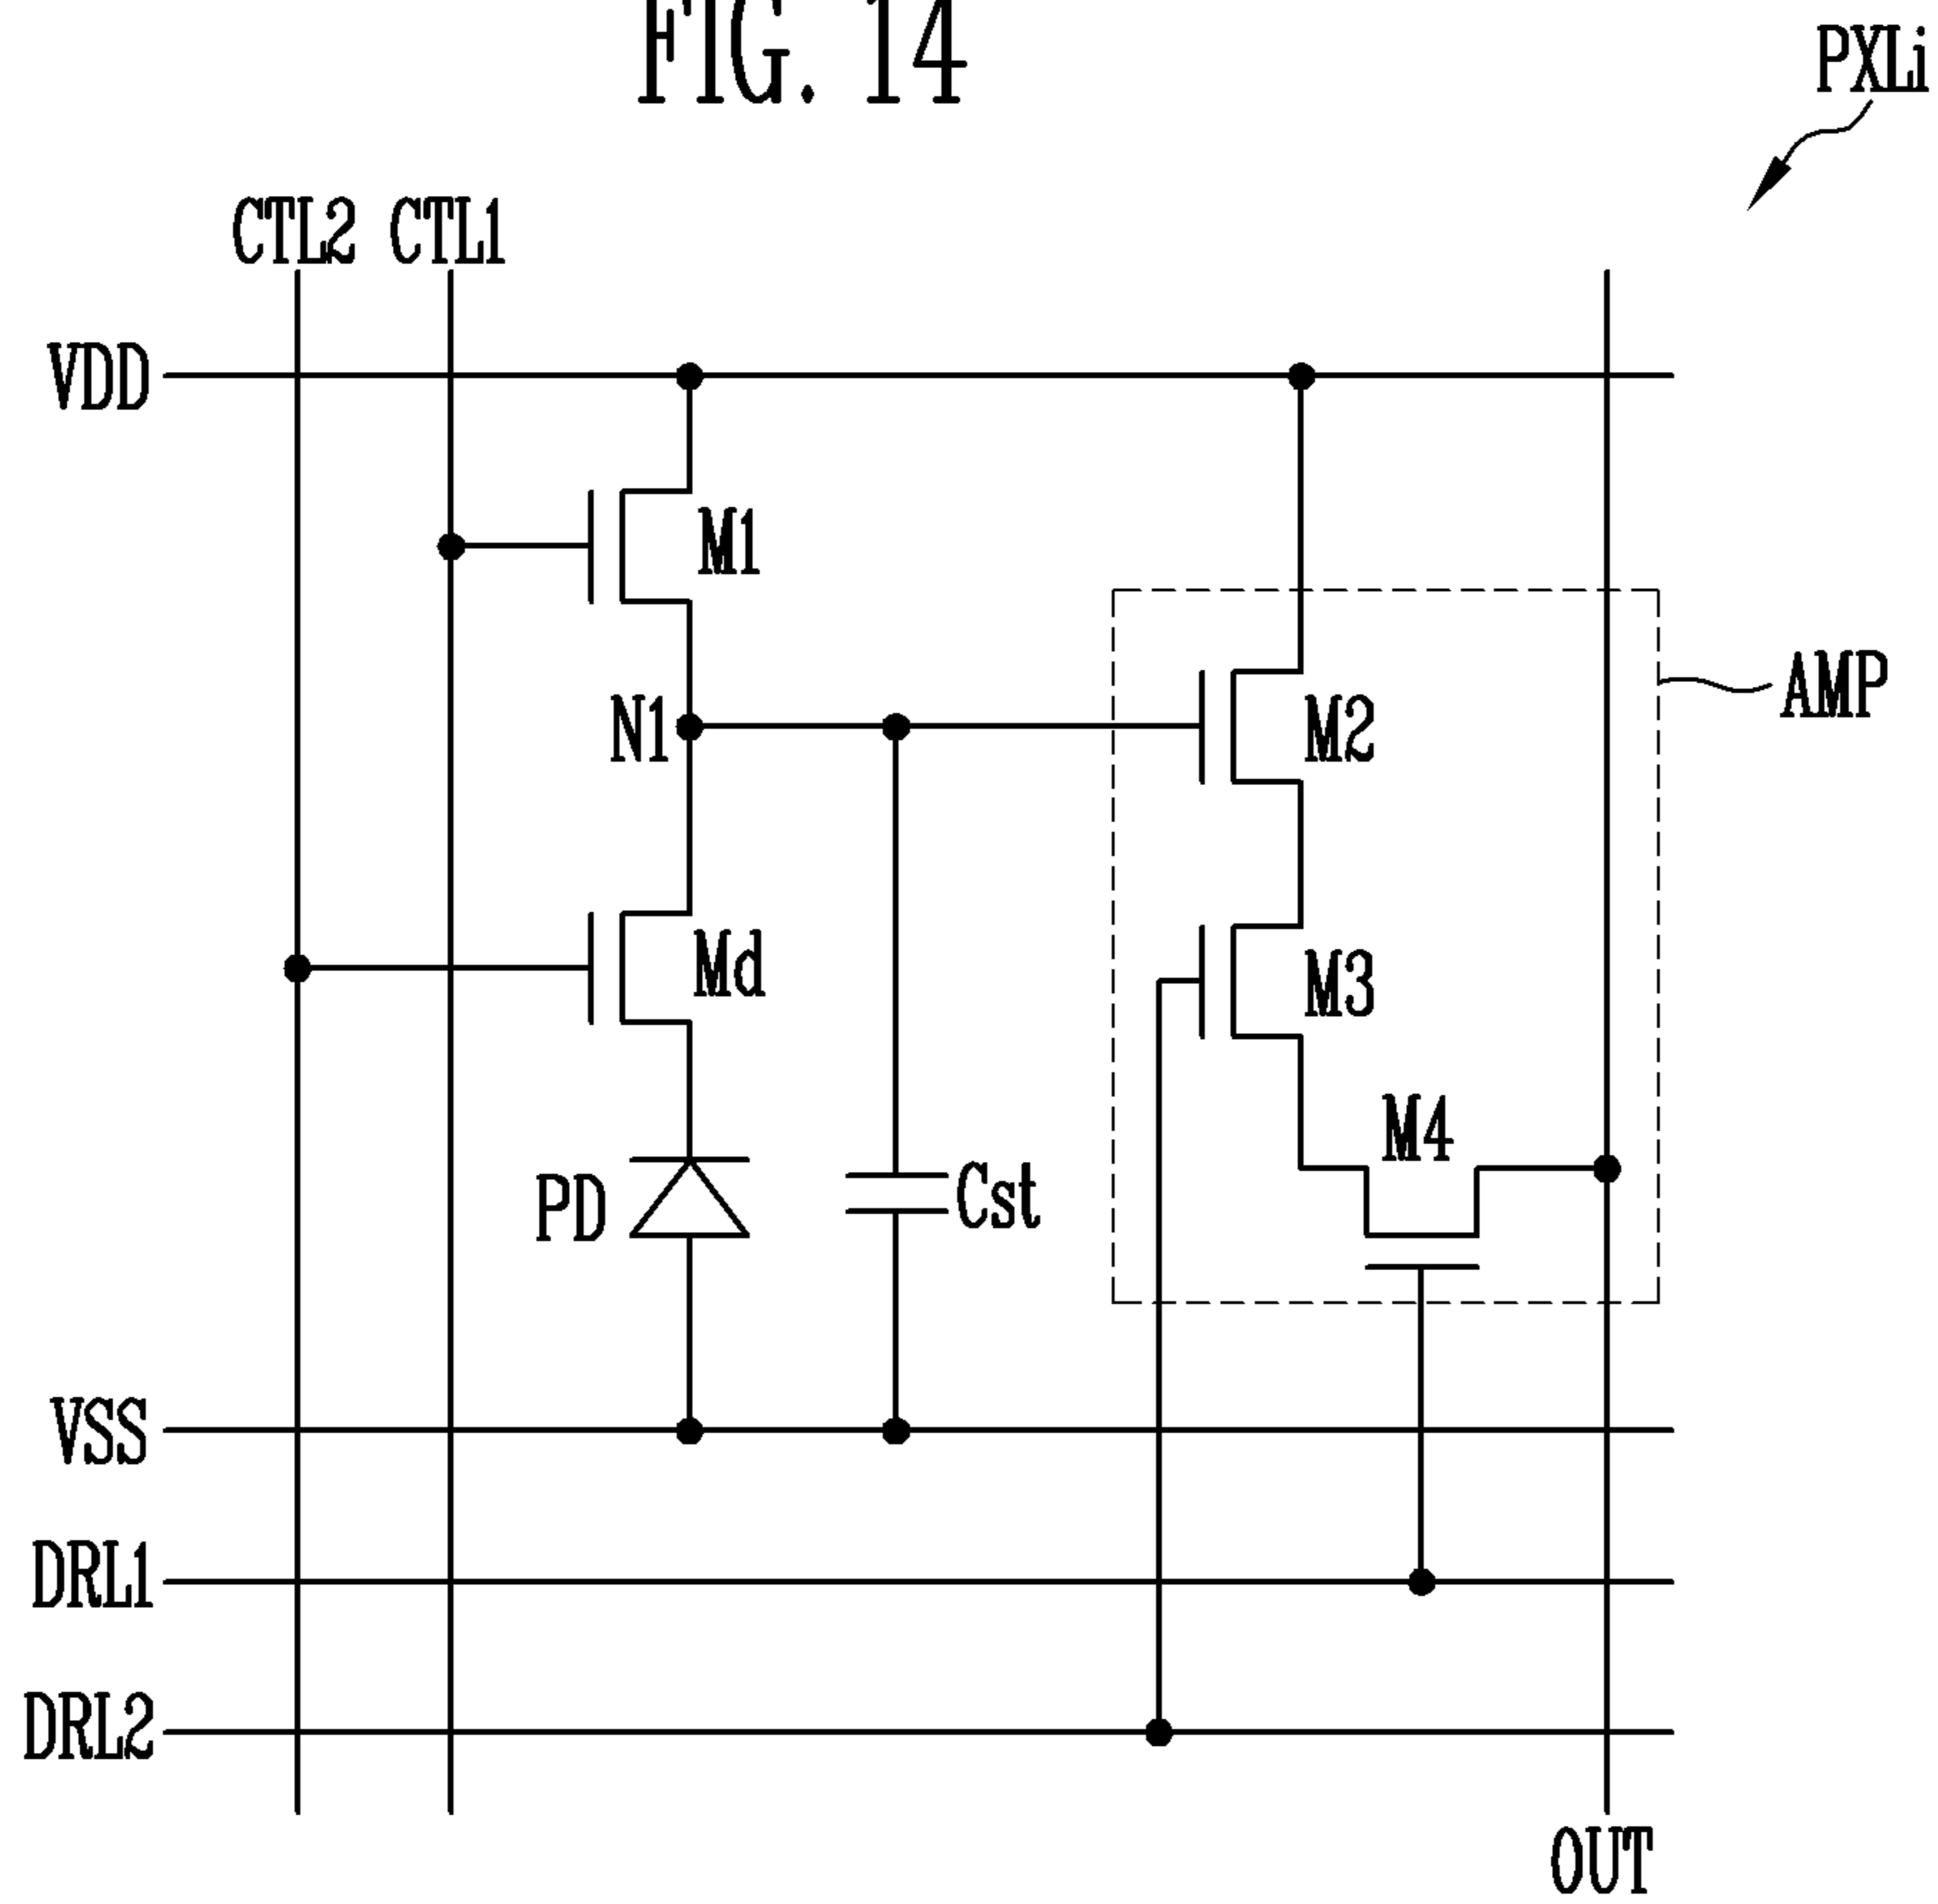 FIG. 14
PXLi
CTL2 CTL1
VDD
M1
N1
M2
AMP
Md
M3
M4
PD
Cst
VSS
DRL1
DRL2
OUT